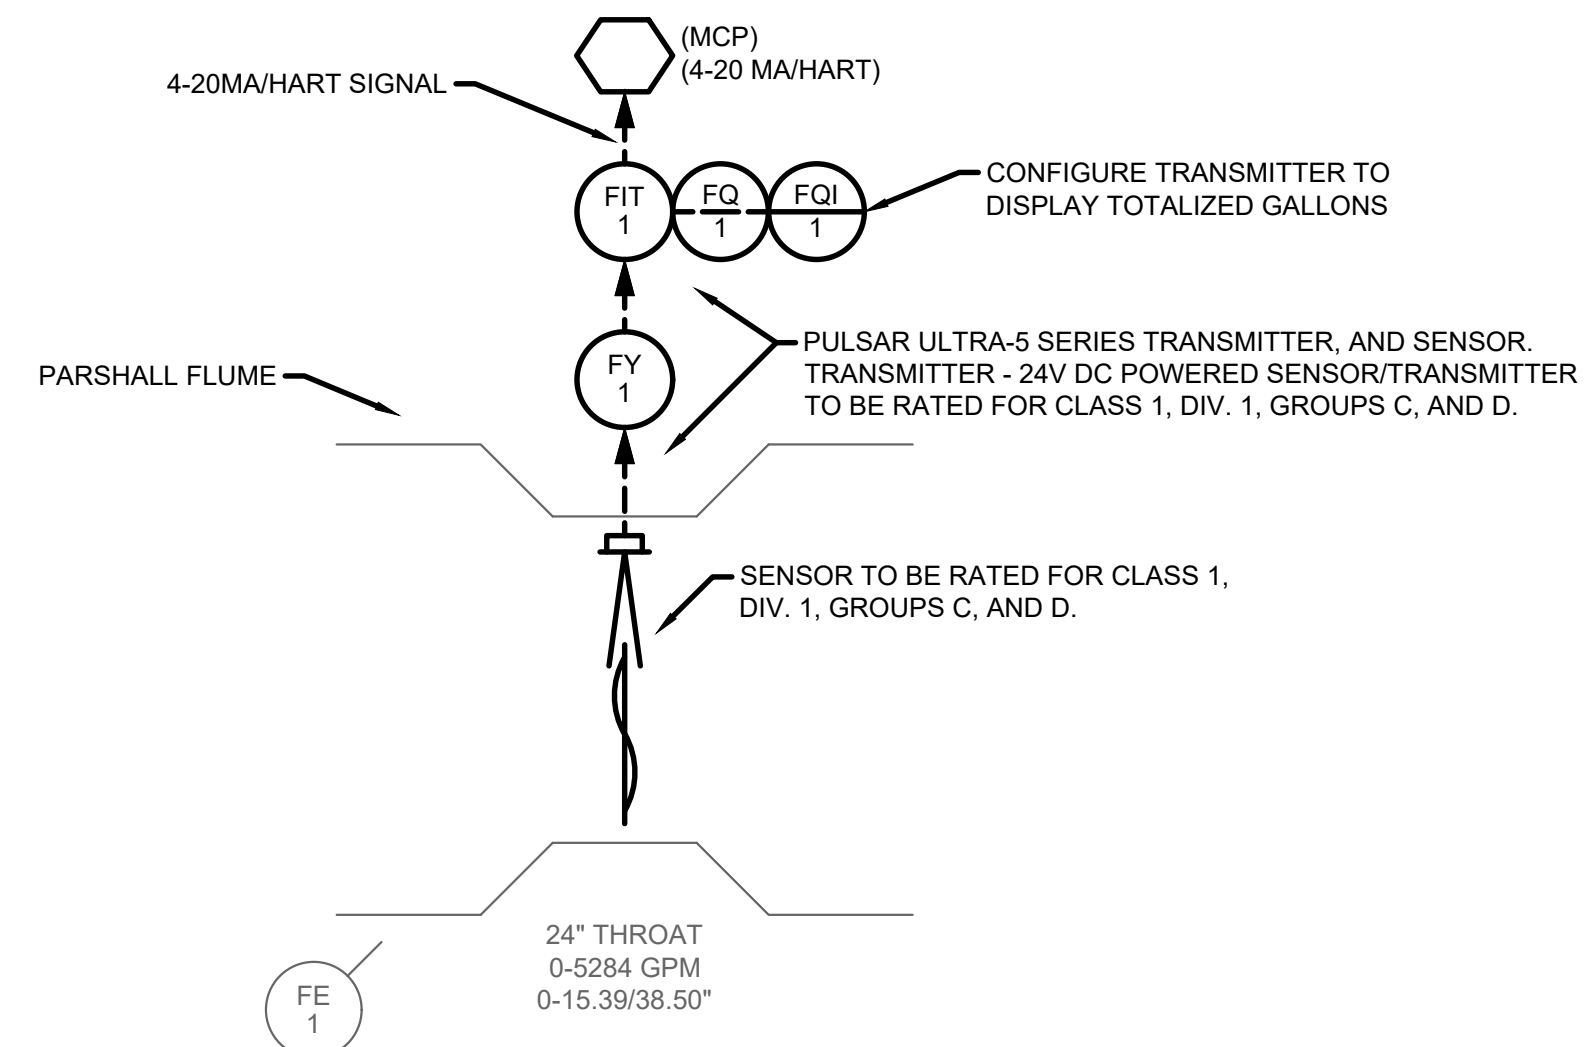 (MCP)
(4-20 MA/HART)
4-20MA/HART SIGNAL
FIT
1
FQ
1
FQI
1
CONFIGURE TRANSMITTER TO
DISPLAY TOTALIZED GALLONS
FY
1
PULSAR ULTRA-5 SERIES TRANSMITTER, AND SENSOR.
TRANSMITTER - 24V DC POWERED SENSOR/TRANSMITTER
TO BE RATED FOR CLASS 1, DIV. 1, GROUPS C, AND D.
PARSHALL FLUME
SENSOR TO BE RATED FOR CLASS 1,
DIV. 1, GROUPS C, AND D.
24" THROAT
0-5284 GPM
0-15.39/38.50"
FE
1